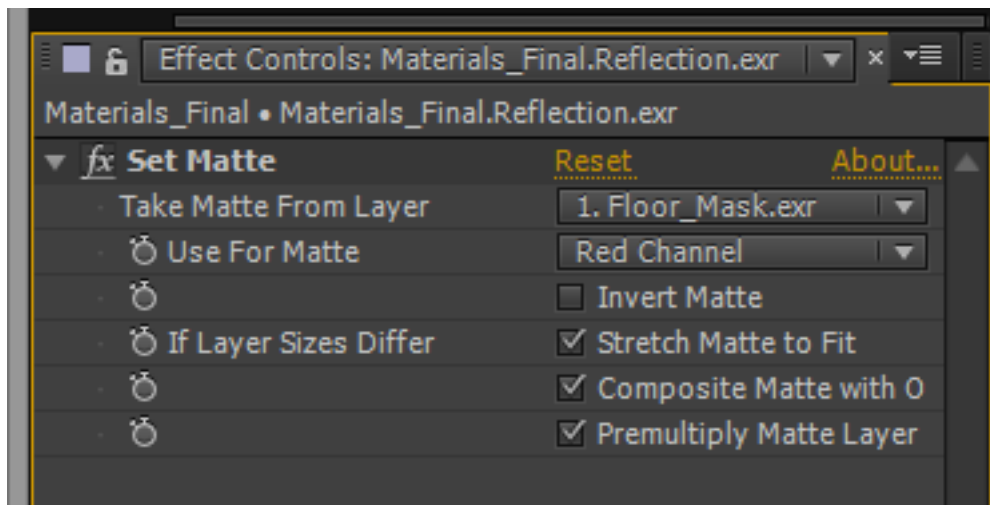 Effect Controls: Materials_Final.Reflection.exr
Materials_Final • Materials_Final.Reflection.exr
fx Set Matte Reset About...
Take Matte From Layer 1. Floor_Mask.exr
Use For Matte Red Channel
Invert Matte
If Layer Sizes Differ Stretch Matte to Fit
Composite Matte with O
Premultiply Matte Layer